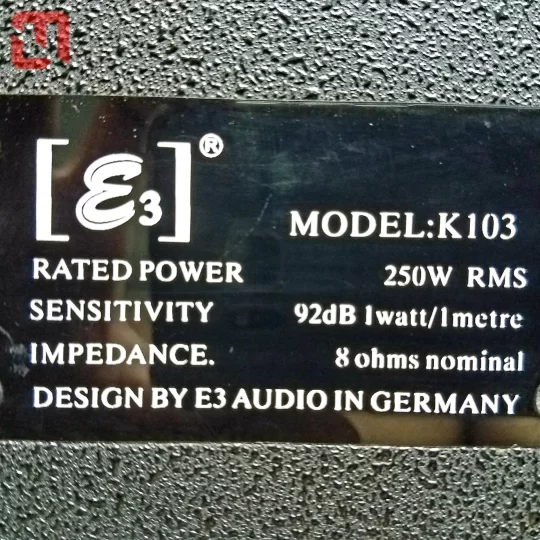 [E3]®
MODEL:K103
RATED POWER 250W RMS
SENSITIVITY 92dB 1watt/1metre
IMPEDANCE. 8 ohms nominal
DESIGN BY E3 AUDIO IN GERMANY